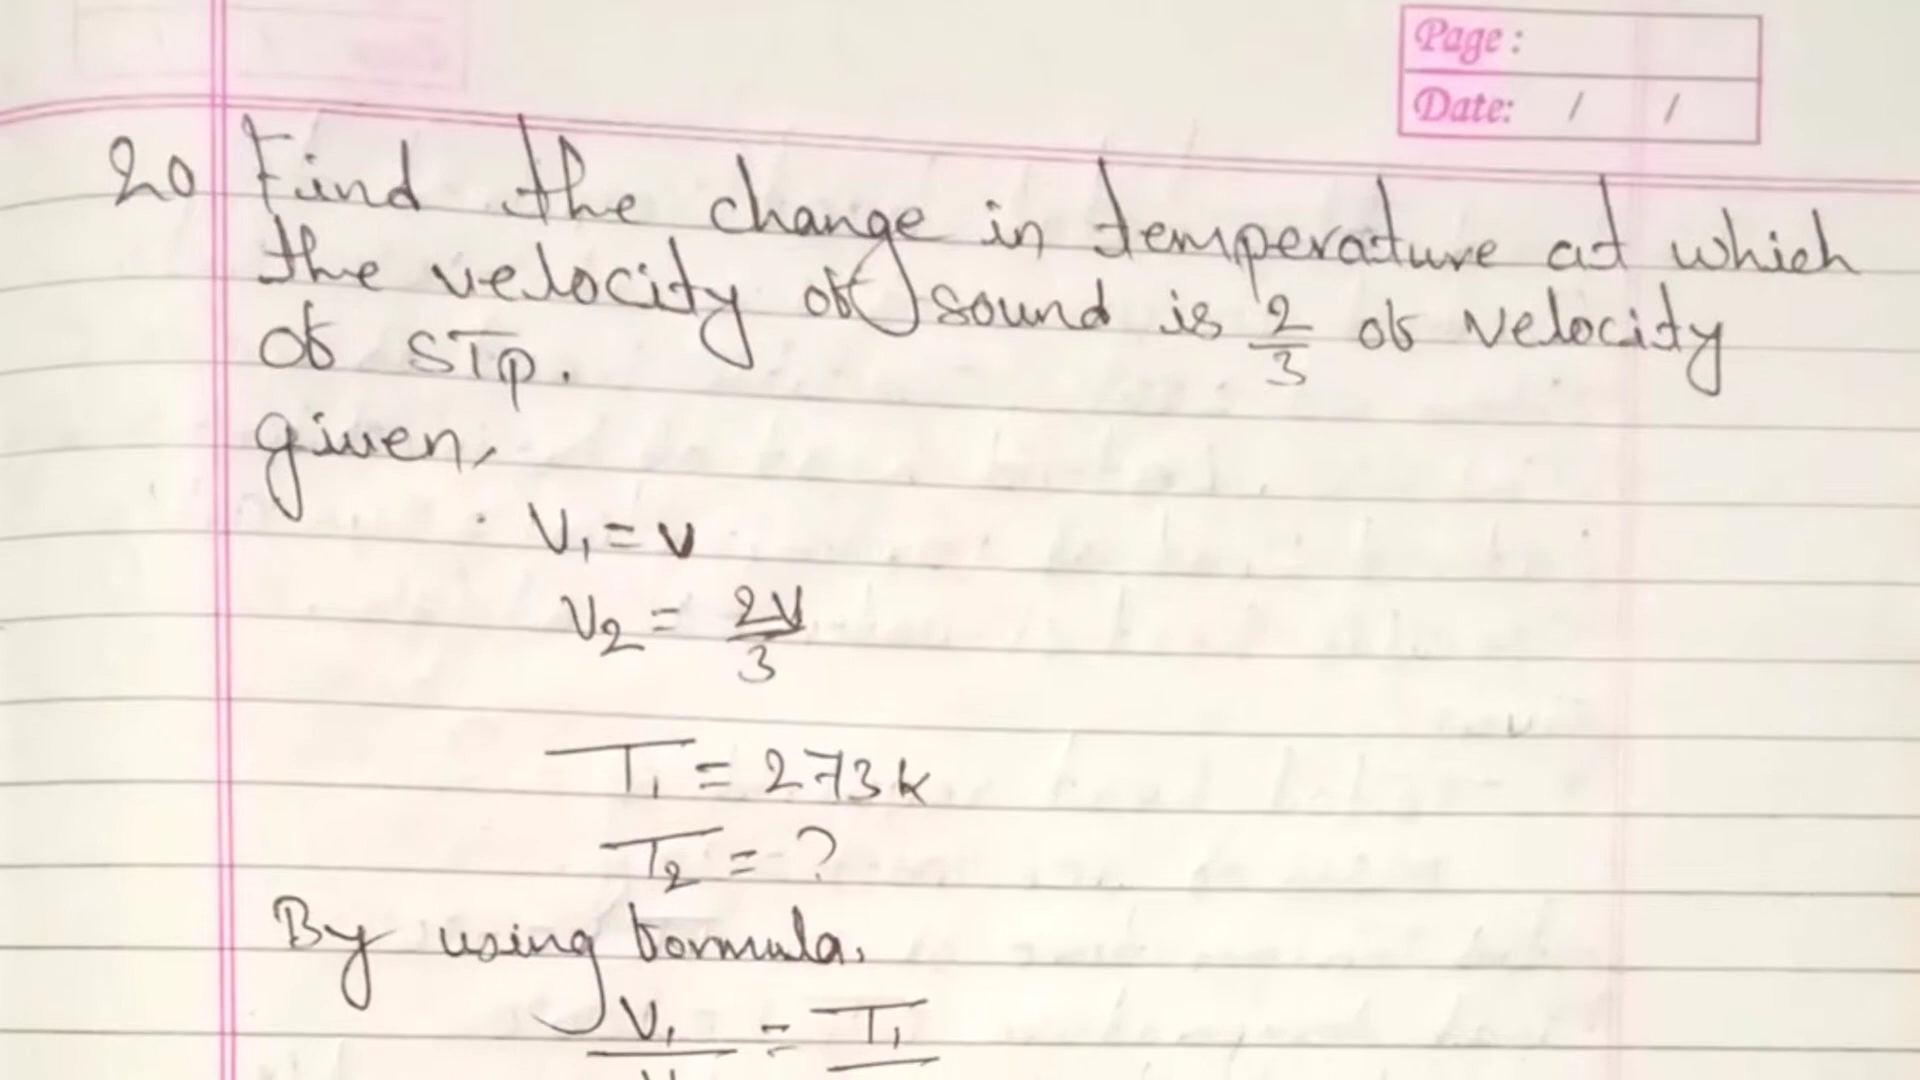 Page :
Date: / /
20 Find the change in temperature at which
the velocity of sound is 2/3 of velocity
of STP.
given,
V₁ = V
V₂ = 2V/3
T₁ = 273k
T₂ = ?
By using formula.
V₁ = T₁